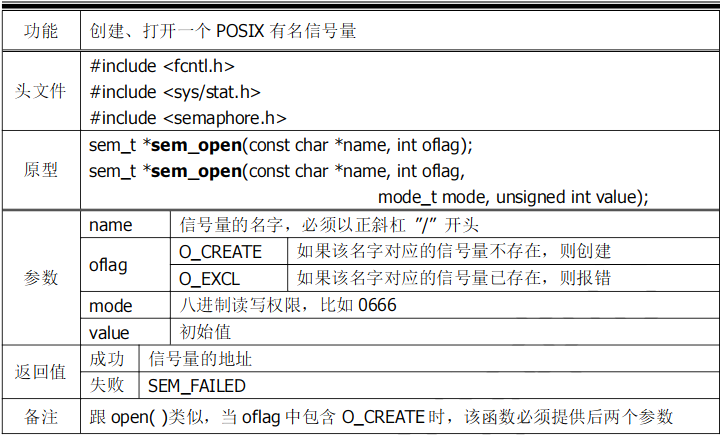 功能 创建、打开一个 POSIX 有名信号量
头文件 #include <fcntl.h>
#include <sys/stat.h>
#include <semaphore.h>
原型 sem_t *sem_open(const char *name, int oflag);
sem_t *sem_open(const char *name, int oflag,
mode_t mode, unsigned int value);
参数 name 信号量的名字，必须以正斜杠 "/" 开头
oflag O_CREATE 如果该名字对应的信号量不存在，则创建
O_EXCL 如果该名字对应的信号量已存在，则报错
mode 八进制读写权限，比如 0666
value 初始值
返回值 成功 信号量的地址
失败 SEM_FAILED
备注 跟 open( )类似，当 oflag 中包含 O_CREATE 时，该函数必须提供后两个参数